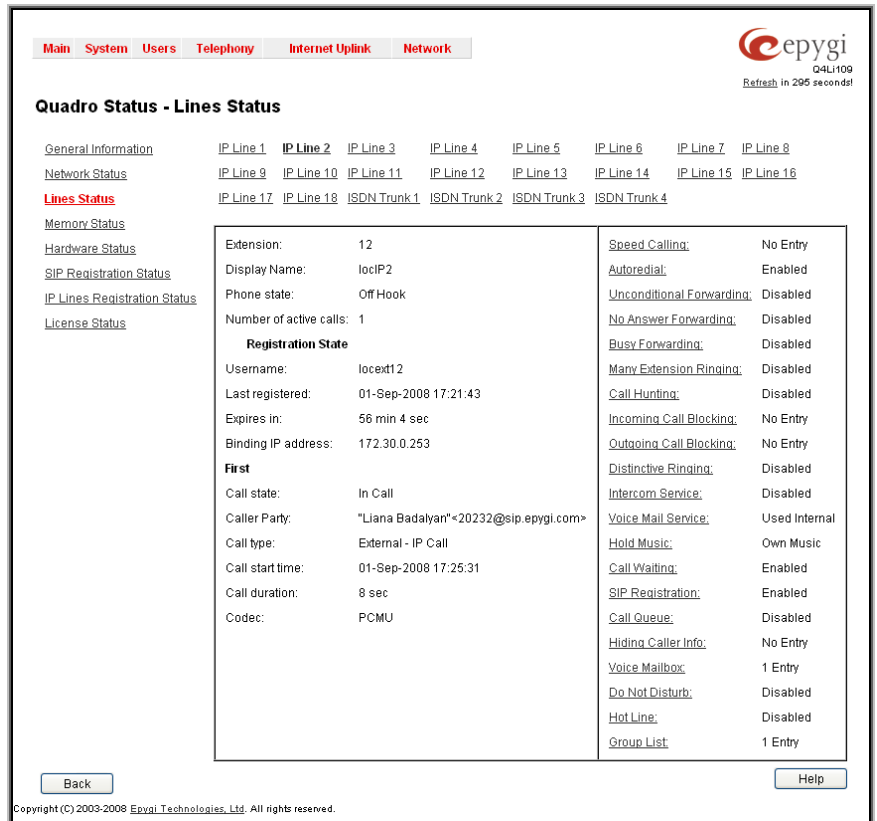 Main System Users Telephony Internet Uplink Network
epygi
Q4Li109
Refresh in 295 seconds!
Quadro Status - Lines Status
General Information
Network Status
Lines Status
Memory Status
Hardware Status
SIP Registration Status
IP Lines Registration Status
License Status
IP Line 1 IP Line 2 IP Line 3 IP Line 4 IP Line 5 IP Line 6 IP Line 7 IP Line 8
IP Line 9 IP Line 10 IP Line 11 IP Line 12 IP Line 13 IP Line 14 IP Line 15 IP Line 16
IP Line 17 IP Line 18 ISDN Trunk 1 ISDN Trunk 2 ISDN Trunk 3 ISDN Trunk 4
Extension: 12
Display Name: locIP2
Phone state: Off Hook
Number of active calls: 1
Registration State
Username: locext12
Last registered: 01-Sep-2008 17:21:43
Expires in: 56 min 4 sec
Binding IP address: 172.30.0.253
First
Call state: In Call
Caller Party: "Liana Badalyan"<20232@sip.epygi.com>
Call type: External - IP Call
Call start time: 01-Sep-2008 17:25:31
Call duration: 8 sec
Codec: PCMU
Speed Calling: No Entry
Autoredial: Enabled
Unconditional Forwarding: Disabled
No Answer Forwarding: Disabled
Busy Forwarding: Disabled
Many Extension Ringing: Disabled
Call Hunting: Disabled
Incoming Call Blocking: No Entry
Outgoing Call Blocking: No Entry
Distinctive Ringing: Disabled
Intercom Service: Disabled
Voice Mail Service: Used Internal
Hold Music: Own Music
Call Waiting: Enabled
SIP Registration: Enabled
Call Queue: Disabled
Hiding Caller Info: No Entry
Voice Mailbox: 1 Entry
Do Not Disturb: Disabled
Hot Line: Disabled
Group List: 1 Entry
Back
Help
Copyright (C) 2003-2008 Epygi Technologies, Ltd. All rights reserved.